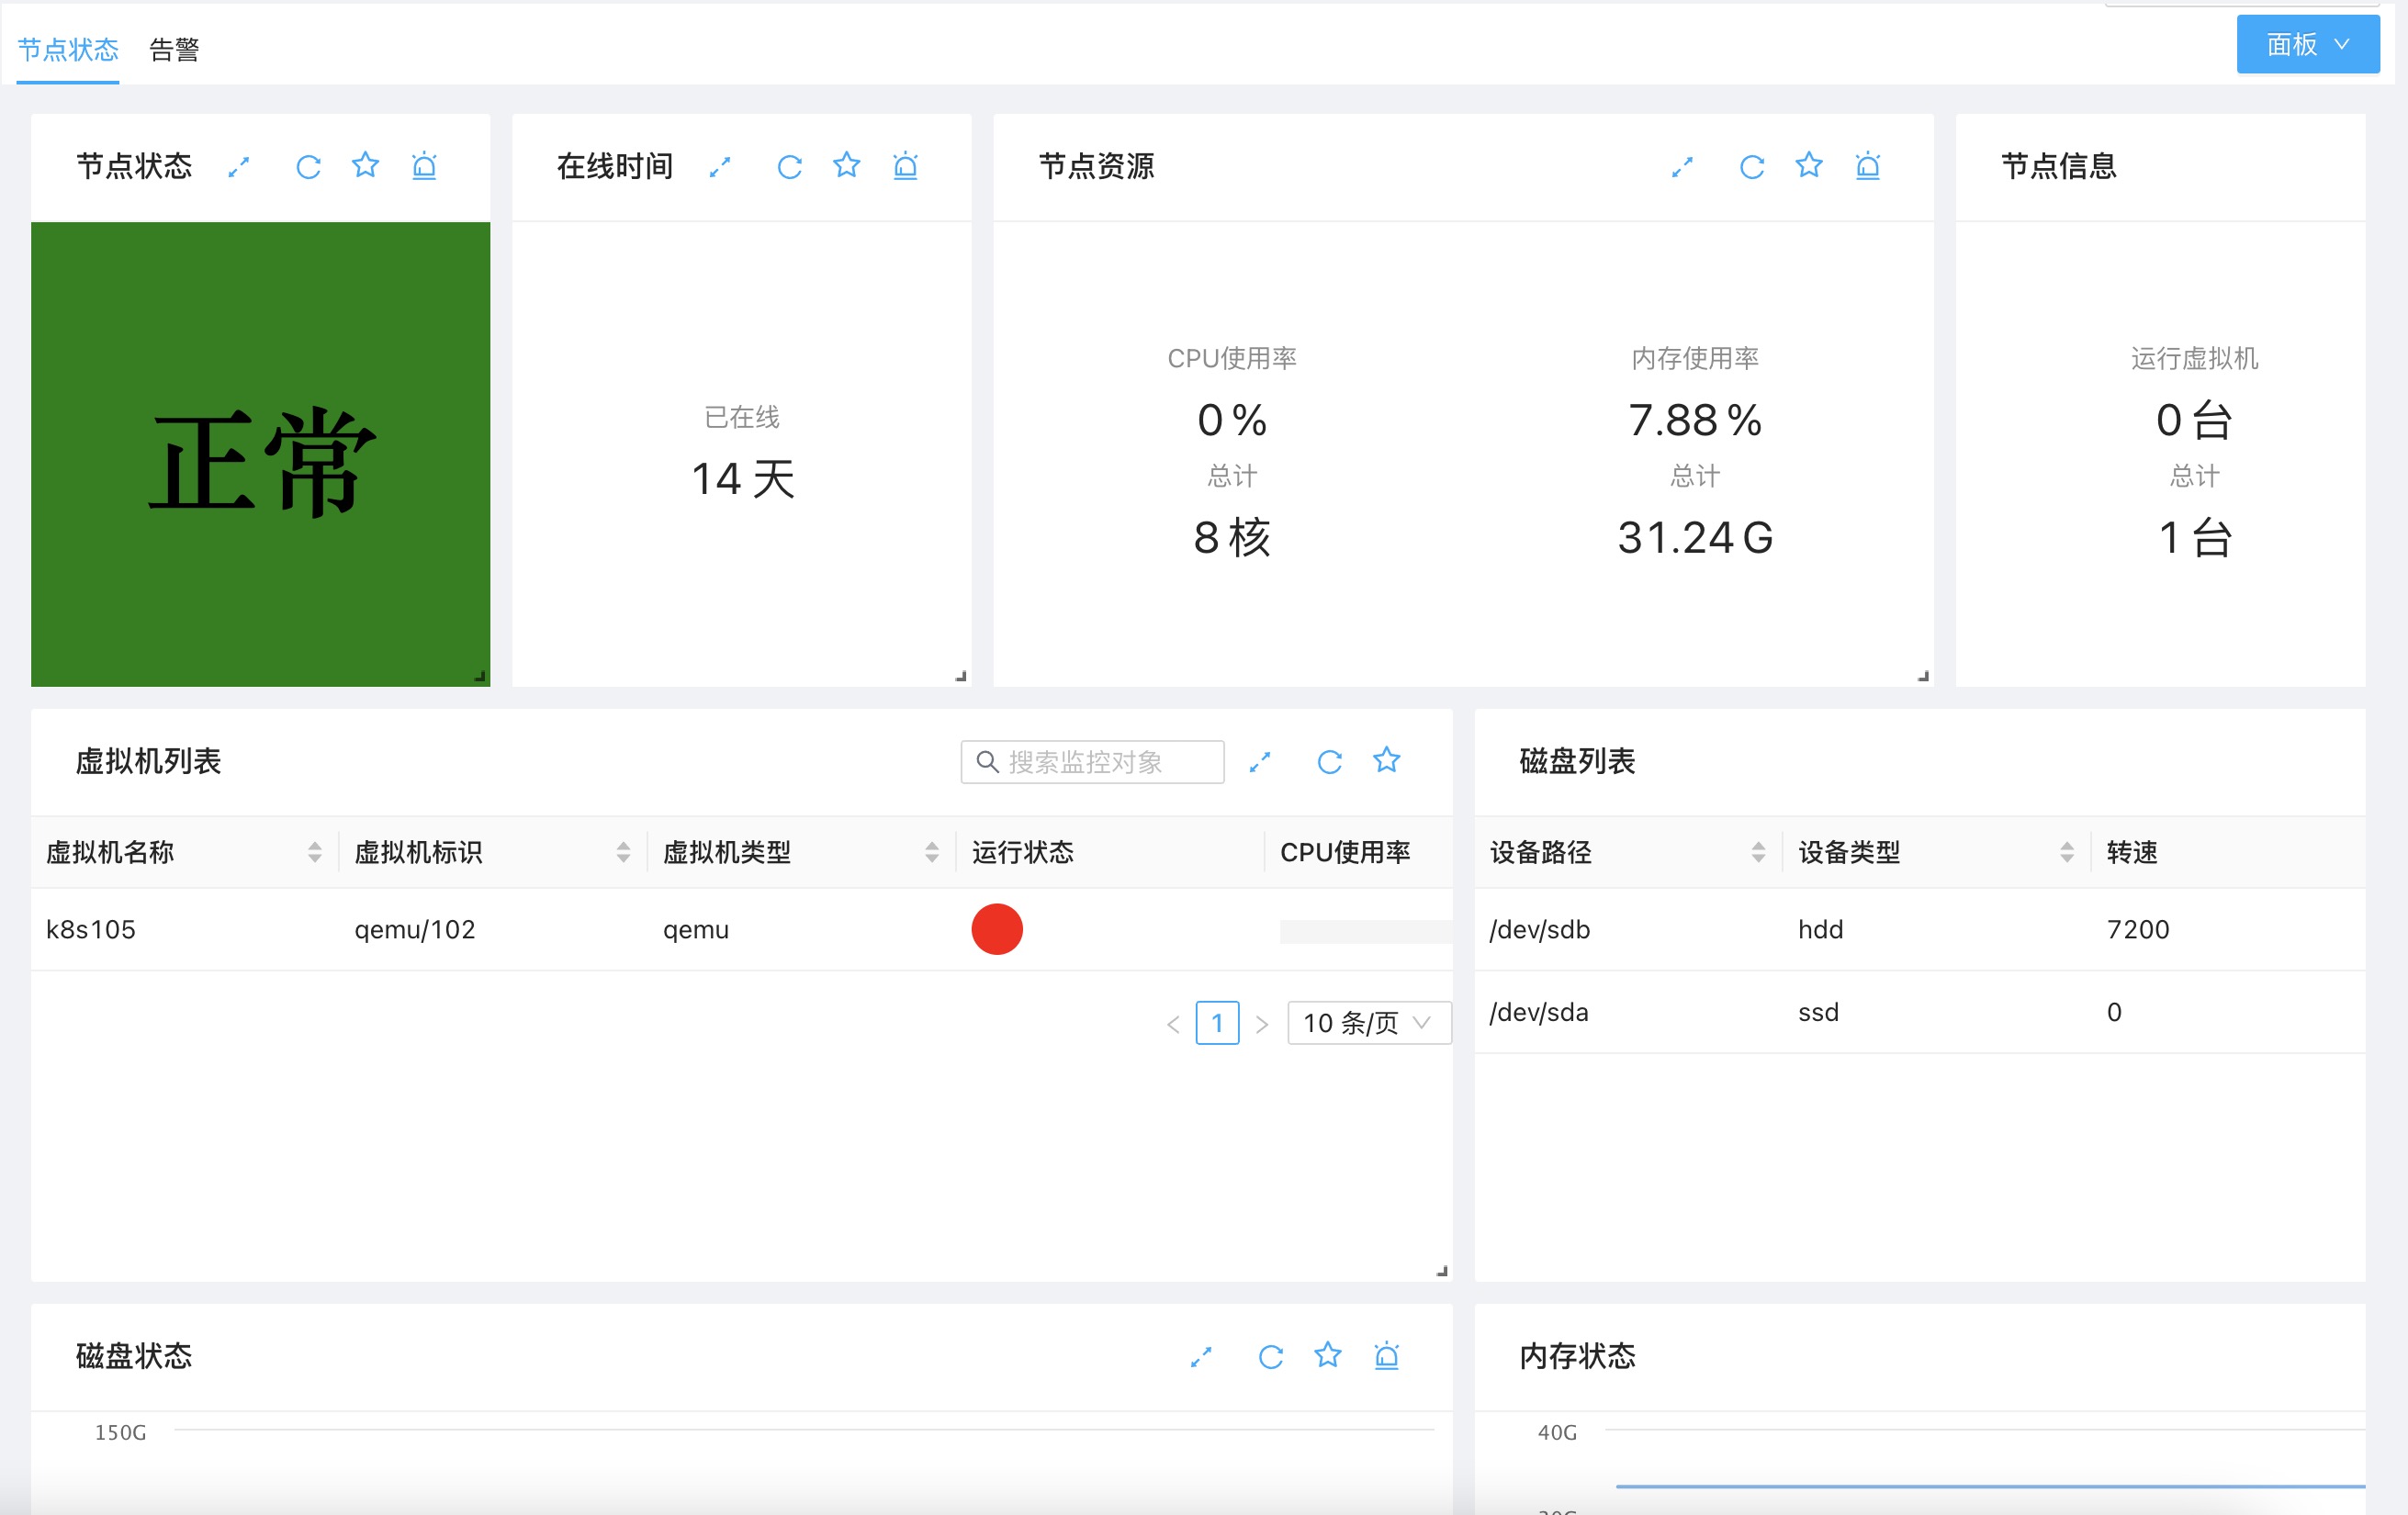 节点状态 告警
面板
节点状态
在线时间
节点资源
节点信息
正常
已在线
14 天
CPU使用率
0 %
总计
8 核
内存使用率
7.88 %
总计
31.24 G
运行虚拟机
0 台
总计
1 台
虚拟机列表
搜索监控对象
虚拟机名称 虚拟机标识 虚拟机类型 运行状态 CPU使用率
k8s105 qemu/102 qemu
1 10 条/页
磁盘列表
设备路径 设备类型 转速
/dev/sdb hdd 7200
/dev/sda ssd 0
磁盘状态
150G
内存状态
40G